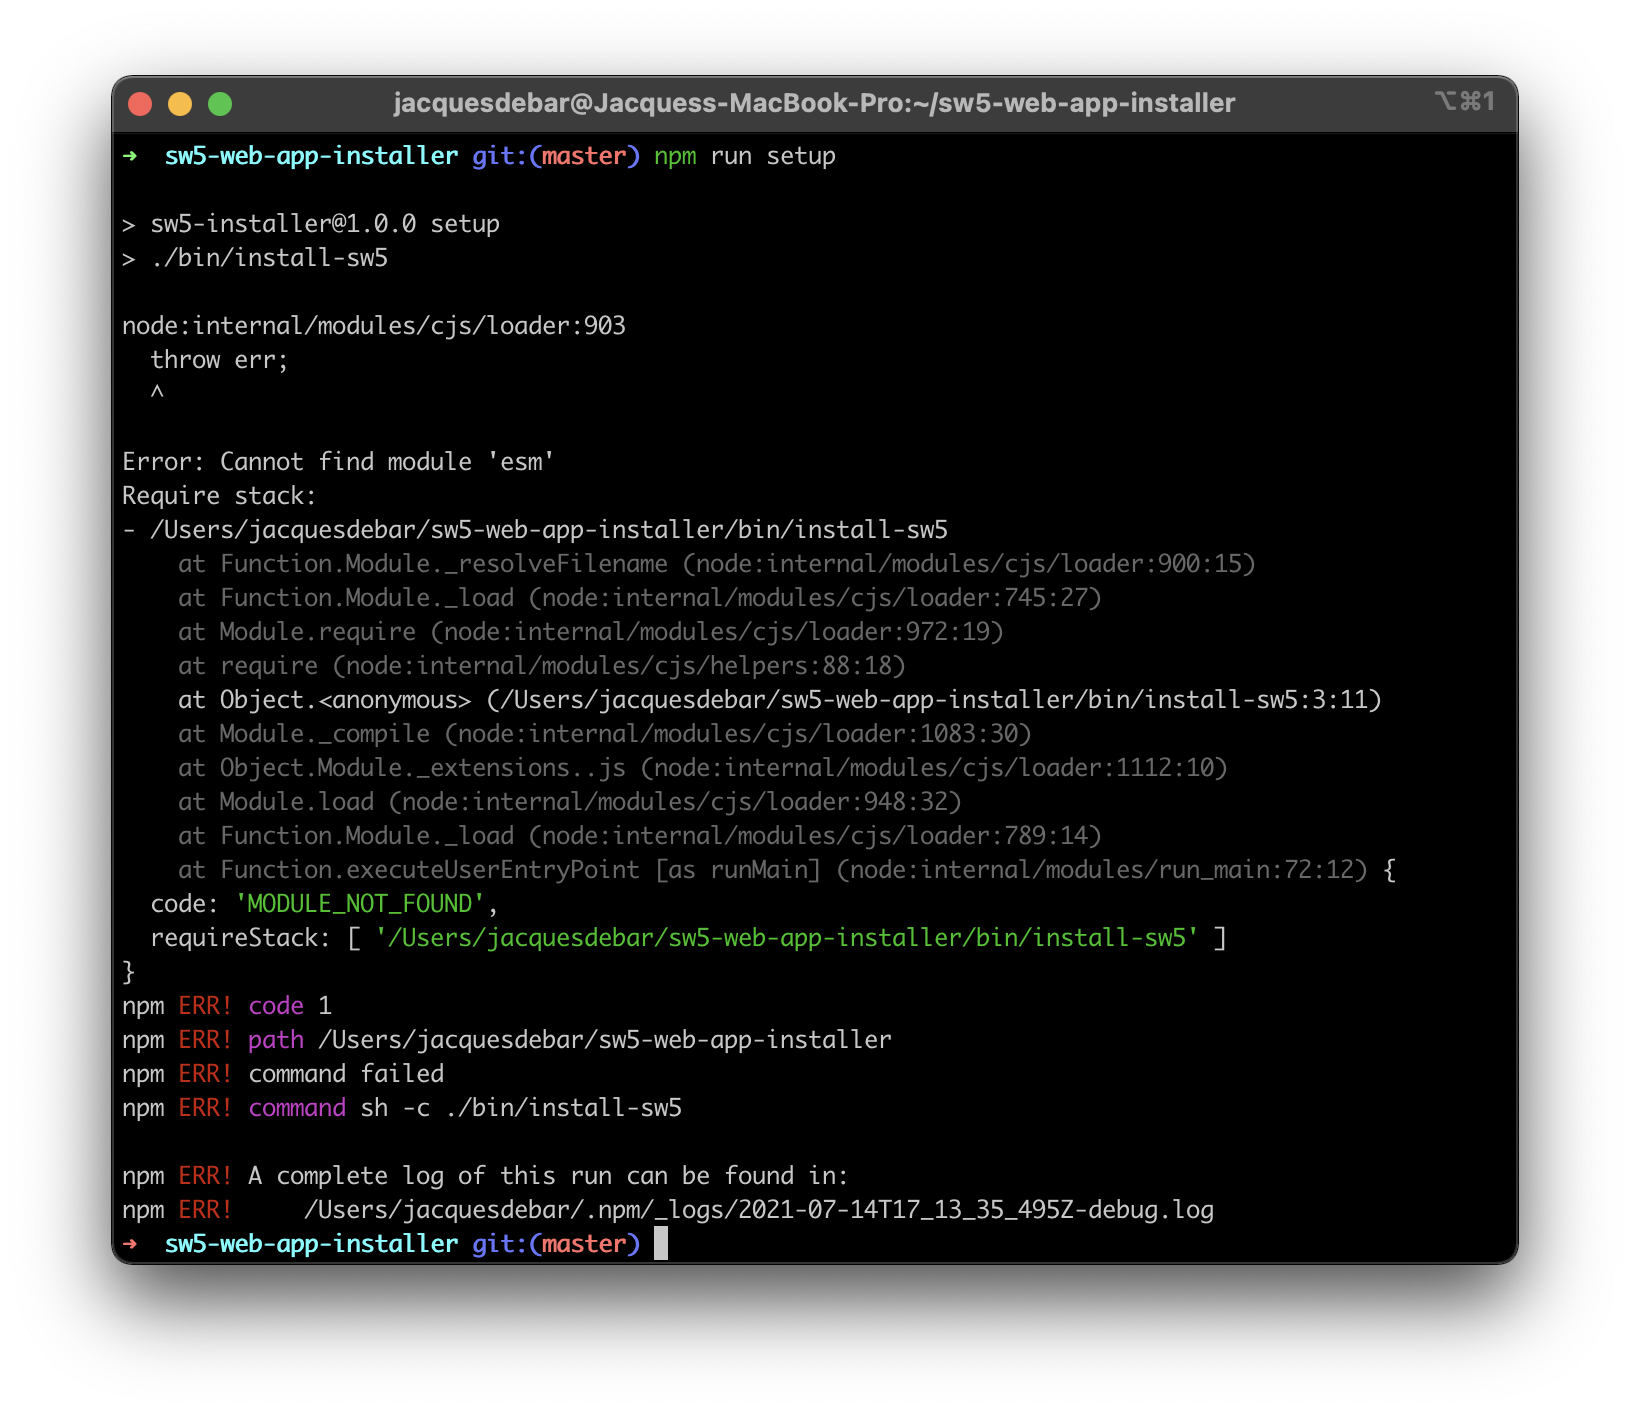 jacquesdebar@Jacquess-MacBook-Pro:~/sw5-web-app-installer ⌥⌘1
➜  sw5-web-app-installer git:(master) npm run setup
> sw5-installer@1.0.0 setup
> ./bin/install-sw5
node:internal/modules/cjs/loader:903
  throw err;
  ^
Error: Cannot find module 'esm'
Require stack:
- /Users/jacquesdebar/sw5-web-app-installer/bin/install-sw5
    at Function.Module._resolveFilename (node:internal/modules/cjs/loader:900:15)
    at Function.Module._load (node:internal/modules/cjs/loader:745:27)
    at Module.require (node:internal/modules/cjs/loader:972:19)
    at require (node:internal/modules/cjs/helpers:88:18)
    at Object.<anonymous> (/Users/jacquesdebar/sw5-web-app-installer/bin/install-sw5:3:11)
    at Module._compile (node:internal/modules/cjs/loader:1083:30)
    at Object.Module._extensions..js (node:internal/modules/cjs/loader:1112:10)
    at Module.load (node:internal/modules/cjs/loader:948:32)
    at Function.Module._load (node:internal/modules/cjs/loader:789:14)
    at Function.executeUserEntryPoint [as runMain] (node:internal/modules/run_main:72:12) {
  code: 'MODULE_NOT_FOUND',
  requireStack: [ '/Users/jacquesdebar/sw5-web-app-installer/bin/install-sw5' ]
}
npm ERR! code 1
npm ERR! path /Users/jacquesdebar/sw5-web-app-installer
npm ERR! command failed
npm ERR! command sh -c ./bin/install-sw5
npm ERR! A complete log of this run can be found in:
npm ERR!     /Users/jacquesdebar/.npm/_logs/2021-07-14T17_13_35_495Z-debug.log
➜  sw5-web-app-installer git:(master)